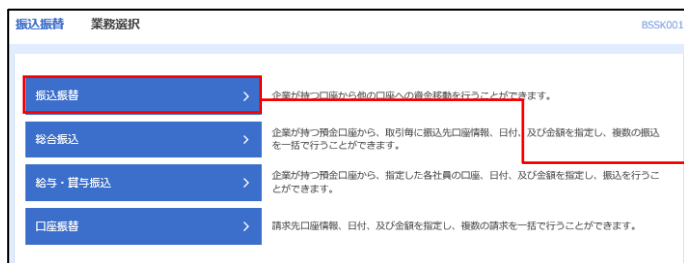 振込振替 業務選択 BSSK001
振込振替 企業が持つ口座から他の口座への資金移動を行うことができます。
総合振込 企業が持つ預金口座から、取引毎に振込先口座情報、日付、及び金額を指定し、複数の振込
を一括で行うことができます。
給与・賞与振込 企業が持つ預金口座から、指定した各社員の口座、日付、及び金額を指定し、振込を行うこ
とができます。
口座振替 請求先口座情報、日付、及び金額を指定し、複数の請求を一括で行うことができます。